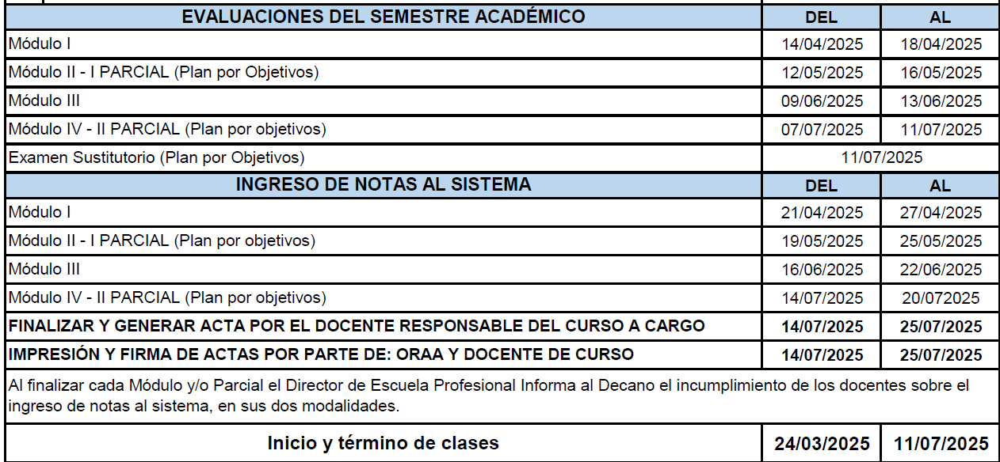 EVALUACIONES DEL SEMESTRE ACADÉMICO DEL AL
Módulo I 14/04/2025 18/04/2025
Módulo II - I PARCIAL (Plan por Objetivos) 12/05/2025 16/05/2025
Módulo III 09/06/2025 13/06/2025
Módulo IV - II PARCIAL (Plan por objetivos) 07/07/2025 11/07/2025
Examen Sustitutorio (Plan por Objetivos) 11/07/2025
INGRESO DE NOTAS AL SISTEMA DEL AL
Módulo I 21/04/2025 27/04/2025
Módulo II - I PARCIAL (Plan por objetivos) 19/05/2025 25/05/2025
Módulo III 16/06/2025 22/06/2025
Módulo IV - II PARCIAL (Plan por objetivos) 14/07/2025 20/072025
FINALIZAR Y GENERAR ACTA POR EL DOCENTE RESPONSABLE DEL CURSO A CARGO 14/07/2025 25/07/2025
IMPRESIÓN Y FIRMA DE ACTAS POR PARTE DE: ORAA Y DOCENTE DE CURSO 14/07/2025 25/07/2025
Al finalizar cada Módulo y/o Parcial el Director de Escuela Profesional Informa al Decano el incumplimiento de los docentes sobre el
ingreso de notas al sistema, en sus dos modalidades.
Inicio y término de clases 24/03/2025 11/07/2025